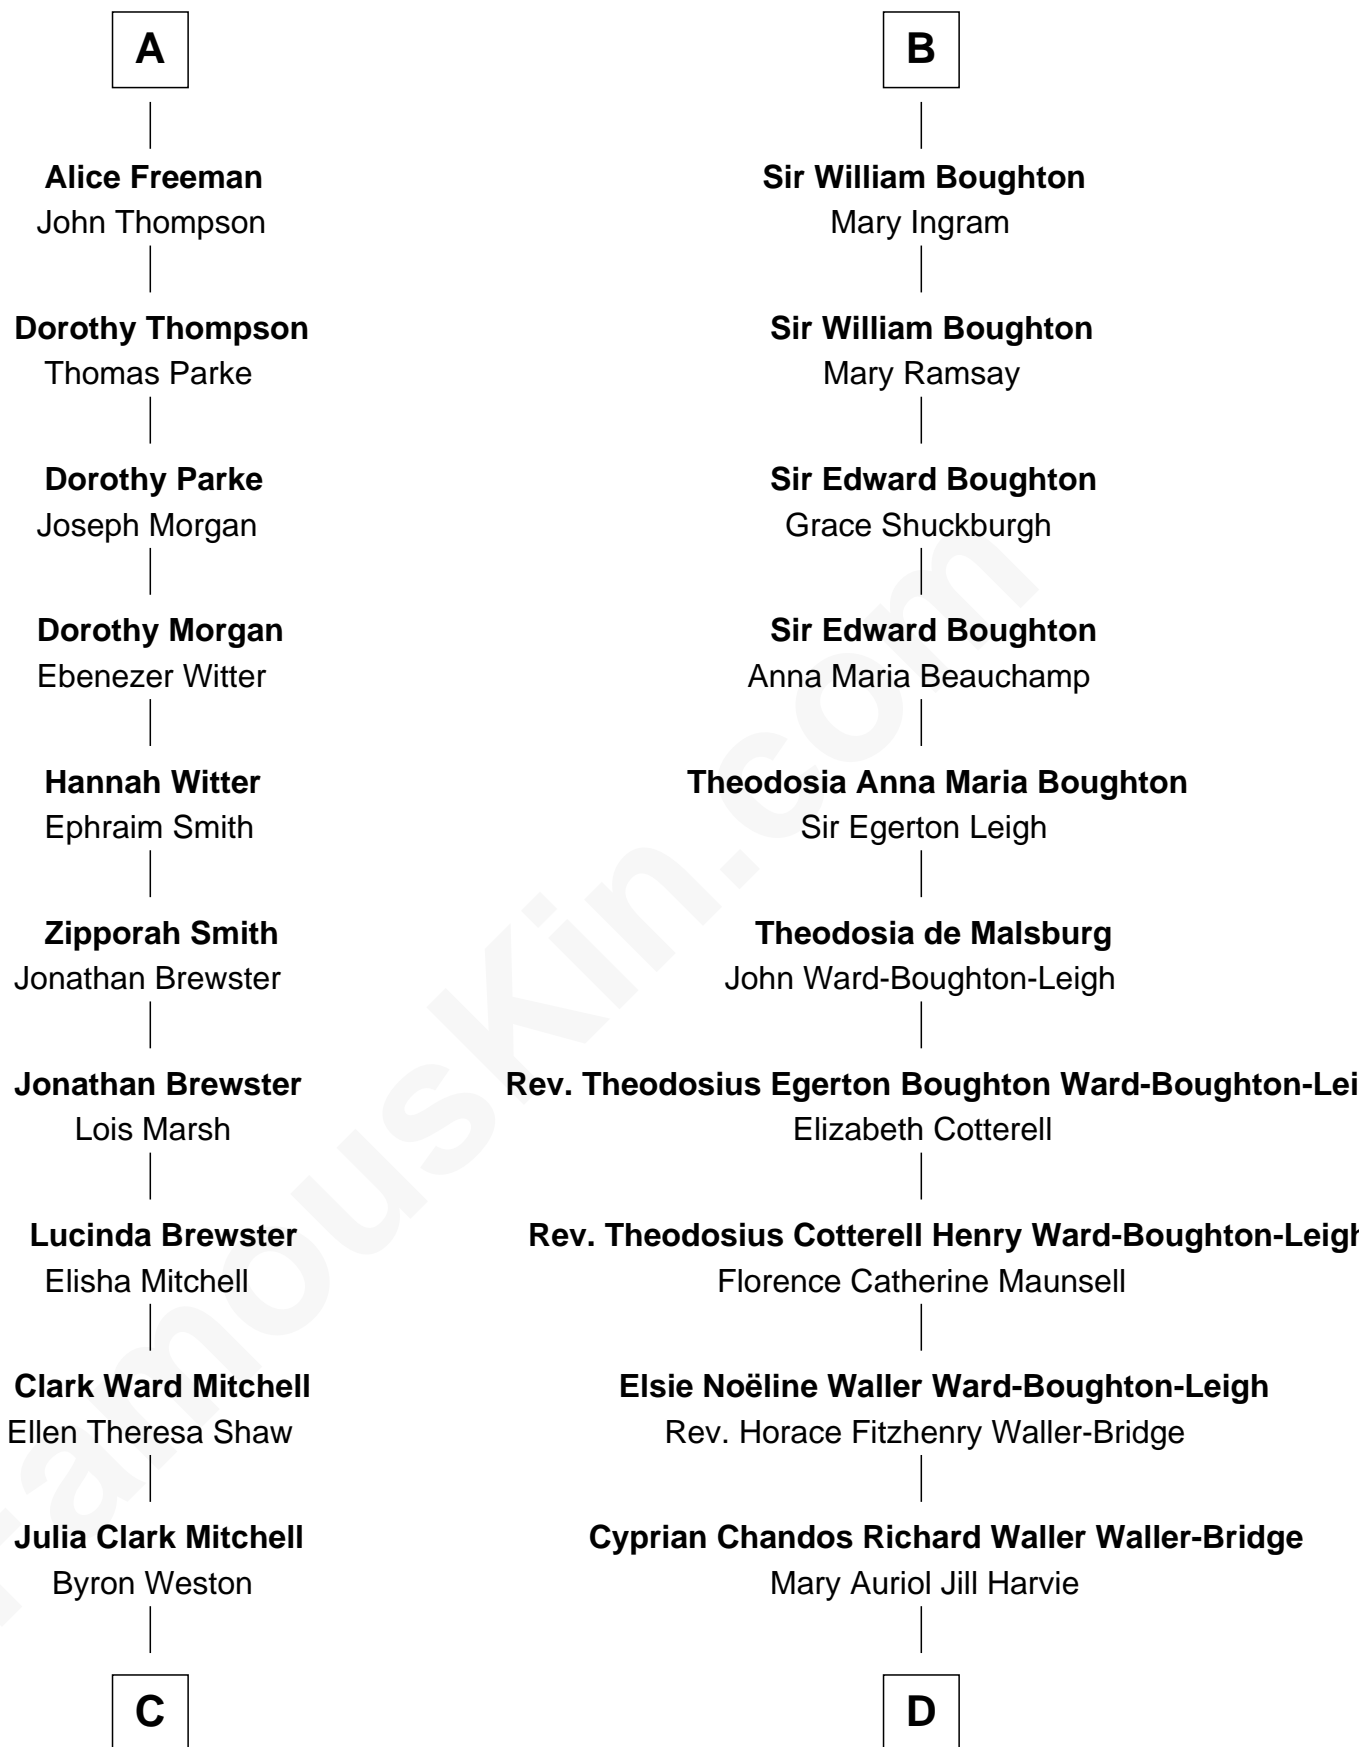 A
Alice Freeman
John Thompson
Dorothy Thompson
Thomas Parke
Dorothy Parke
Joseph Morgan
Dorothy Morgan
Ebenezer Witter
Hannah Witter
Ephraim Smith
Zipporah Smith
Jonathan Brewster
Jonathan Brewster
Lois Marsh
Lucinda Brewster
Elisha Mitchell
Clark Ward Mitchell
Ellen Theresa Shaw
Julia Clark Mitchell
Byron Weston
C
B
Sir William Boughton
Mary Ingram
Sir William Boughton
Mary Ramsay
Sir Edward Boughton
Grace Shuckburgh
Sir Edward Boughton
Anna Maria Beauchamp
Theodosia Anna Maria Boughton
Sir Egerton Leigh
Theodosia de Malsburg
John Ward-Boughton-Leigh
Rev. Theodosius Egerton Boughton Ward-Boughton-Lei
Elizabeth Cotterell
Rev. Theodosius Cotterell Henry Ward-Boughton-Leigh
Florence Catherine Maunsell
Elsie Noëline Waller Ward-Boughton-Leigh
Rev. Horace Fitzhenry Waller-Bridge
Cyprian Chandos Richard Waller Waller-Bridge
Mary Auriol Jill Harvie
D
FamousKin.com